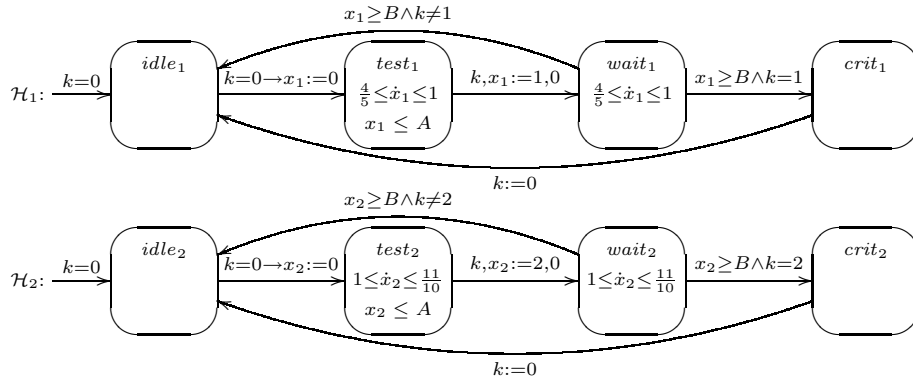 x₁≥B∧k≠1
idle₁ test₁ wait₁ crit₁
ℋ₁: k=0 k=0→x₁:=0 4/5≤ẋ₁≤1 k,x₁:=1,0 4/5≤ẋ₁≤1 x₁≥B∧k=1
x₁ ≤ A
k:=0
x₂≥B∧k≠2
idle₂ test₂ wait₂ crit₂
ℋ₂: k=0 k=0→x₂:=0 1≤ẋ₂≤11/10 k,x₂:=2,0 1≤ẋ₂≤11/10 x₂≥B∧k=2
x₂ ≤ A
k:=0